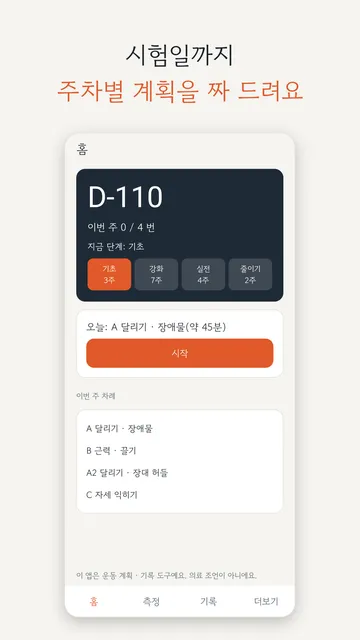 시험일까지
주차별 계획을 짜 드려요
홈
D-110
이번 주 0 / 4 번
지금 단계: 기초
기초 강화 실전 줄이기
3주 7주 4주 2주
오늘: A 달리기 · 장애물(약 45분)
시작
이번 주 차례
A 달리기 · 장애물
B 근력 · 끌기
A2 달리기 · 장대 허들
C 자세 익히기
이 앱은 운동 계획 · 기록 도구예요. 의료 조언이 아니에요.
홈 측정 기록 더보기